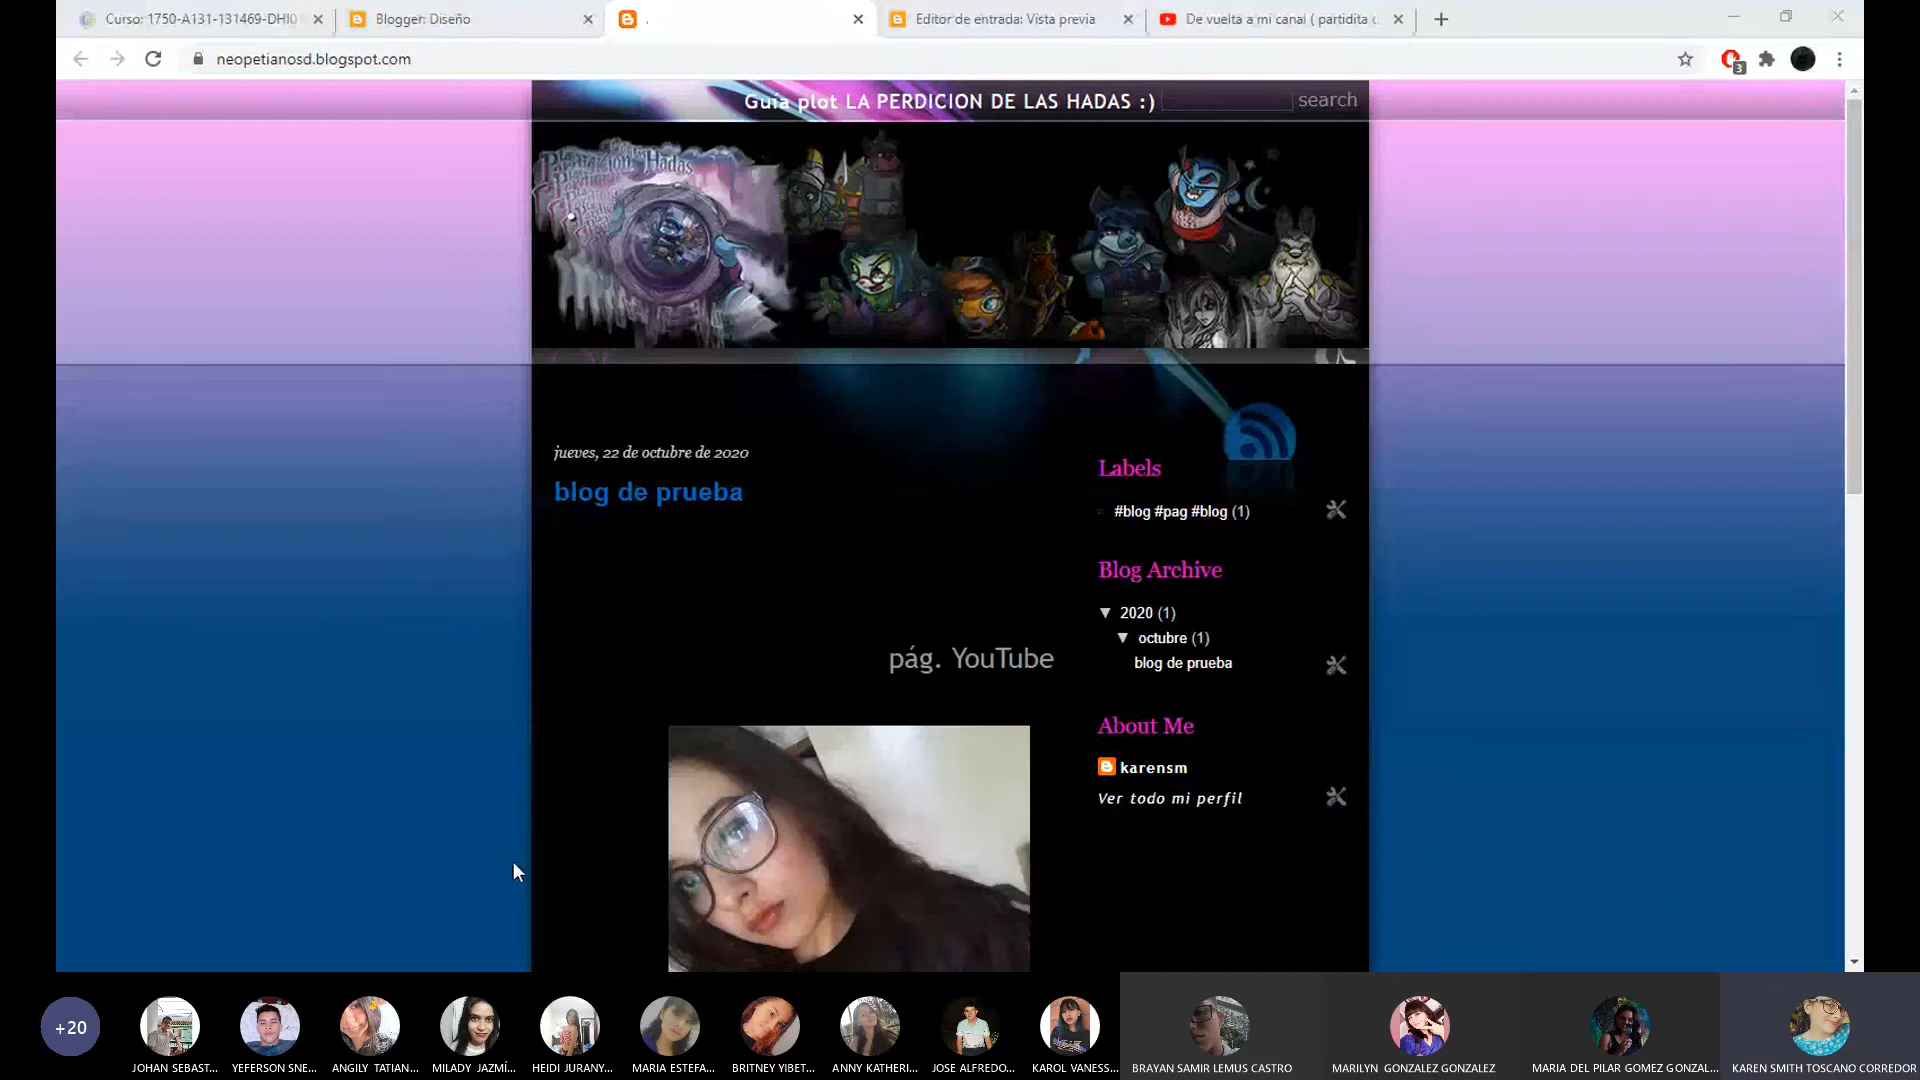 Curso: 1750-A131-131469-DHI0
Blogger: Diseño
.
Editor de entrada: Vista previa
De vuelta a mi canal ( partidita
neopetianosd.blogspot.com
3
Guía plot LA PERDICION DE LAS HADAS :)
search
jueves, 22 de octubre de 2020
blog de prueba
Labels
#blog #pag #blog (1)
Blog Archive
▼ 2020 (1)
▼ octubre (1)
blog de prueba
pág. YouTube
About Me
karensm
Ver todo mi perfil
+20
JOHAN SEBAST...
YEFERSON SNE...
ANGILY TATIAN...
MILADY JAZMÍ...
HEIDI JURANY...
MARIA ESTEFA...
BRITNEY YIBET...
ANNY KATHERI...
JOSE ALFREDO...
KAROL VANESS...
BRAYAN SAMIR LEMUS CASTRO
MARILYN GONZALEZ GONZALEZ
MARIA DEL PILAR GOMEZ GONZAL...
KAREN SMITH TOSCANO CORREDOR